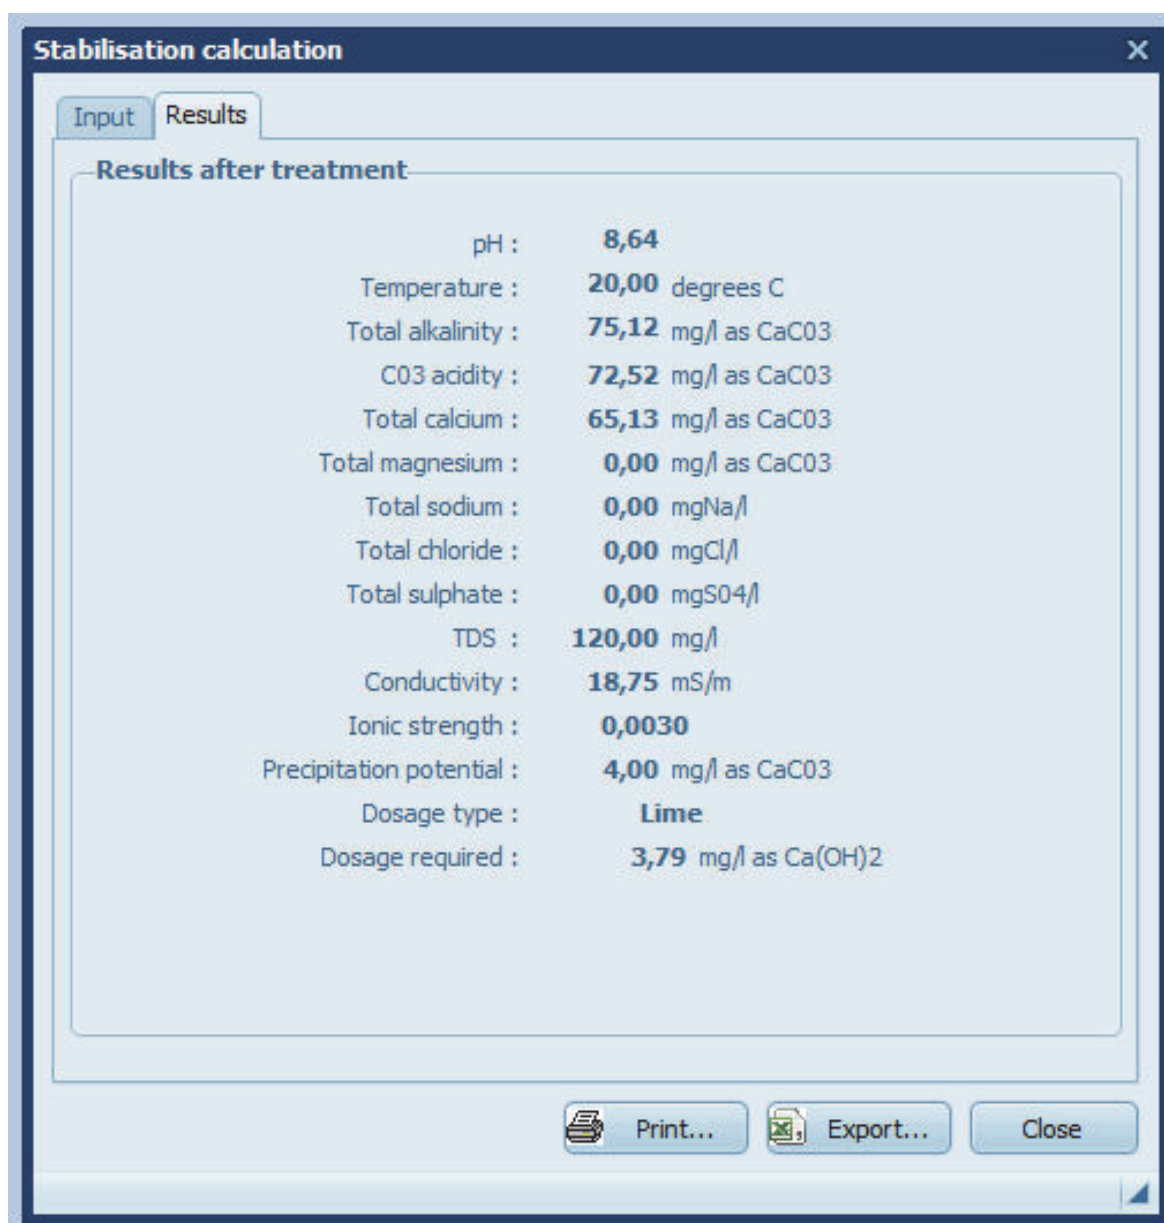 Stabilisation calculation
Input Results
Results after treatment
pH : 8,64
Temperature : 20,00 degrees C
Total alkalinity : 75,12 mg/l as CaC03
C03 acidity : 72,52 mg/l as CaC03
Total calcium : 65,13 mg/l as CaC03
Total magnesium : 0,00 mg/l as CaC03
Total sodium : 0,00 mgNa/l
Total chloride : 0,00 mgCl/l
Total sulphate : 0,00 mgS04/l
TDS : 120,00 mg/l
Conductivity : 18,75 mS/m
Ionic strength : 0,0030
Precipitation potential : 4,00 mg/l as CaC03
Dosage type : Lime
Dosage required : 3,79 mg/l as Ca(OH)2
Print... Export... Close